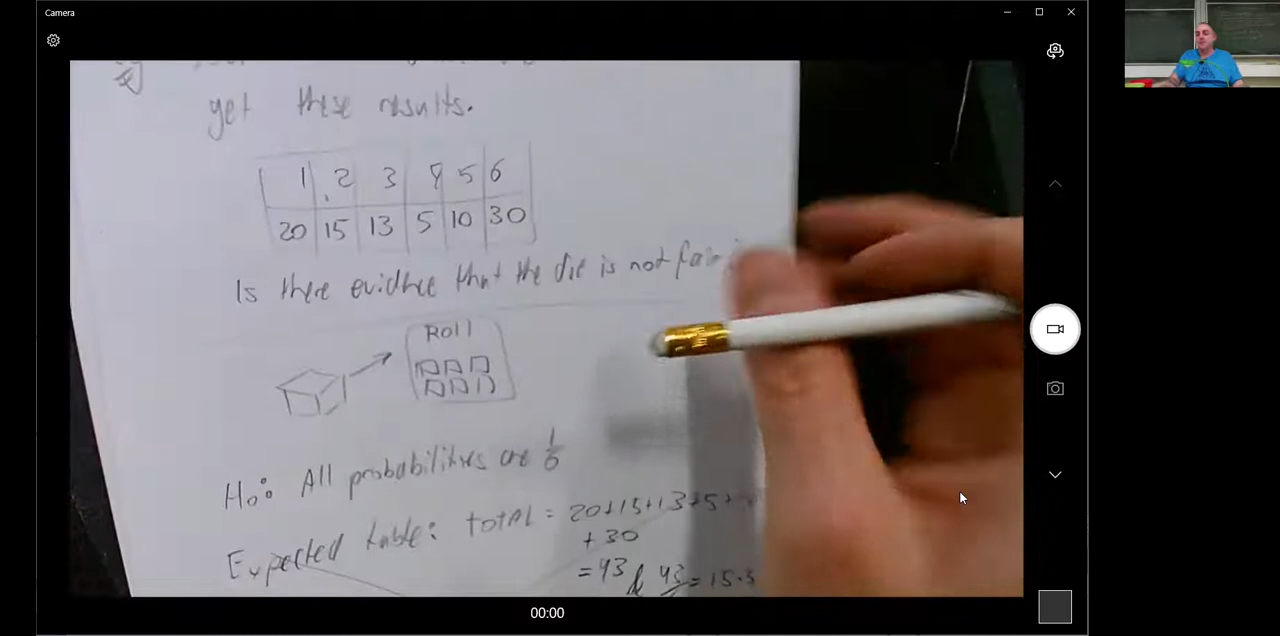 Camera
get these results.
1 2 3 4 5 6
20 15 13 5 10 30
Is there evidence that the die is not fair
Roll
H₀: All probabilities are 1/6
Expected table: total = 20+15+13+5+
+30
= 93 & 93 = 15.5
00:00